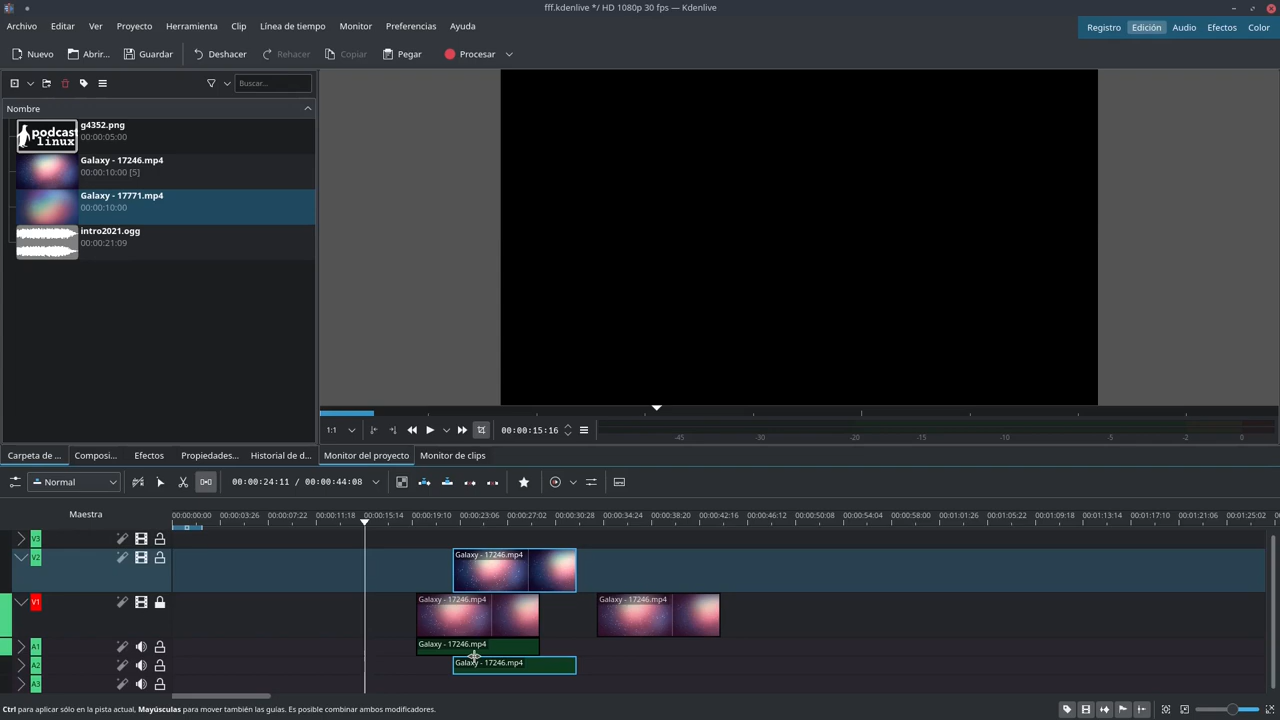 fff.kdenlive */ HD 1080p 30 fps — Kdenlive
Archivo Editar Ver Proyecto Herramienta Clip Línea de tiempo Monitor Preferencias Ayuda
Registro Edición Audio Efectos Color
Nuevo Abrir... Guardar Deshacer Rehacer Copiar Pegar Procesar
Buscar...
Nombre
podcast
linux
g4352.png
00:00:05:00
Galaxy - 17246.mp4
00:00:10:00 [5]
Galaxy - 17771.mp4
00:00:10:00
intro2021.ogg
00:00:21:09
1:1 00:00:15:16
-45 -30 -20 -15 -10 -5 -2 0
Carpeta de ... Composi... Efectos Propiedades... Historial de d... Monitor del proyecto Monitor de clips
Normal 00:00:24:11 / 00:00:44:08
Maestra
00:00:00:00 00:00:03:26 00:00:07:22 00:00:11:18 00:00:15:14 00:00:19:10 00:00:23:06 00:00:27:02 00:00:30:28 00:00:34:24 00:00:38:20 00:00:42:16 00:00:46:12 00:00:50:08 00:00:54:04 00:00:58:00 00:01:01:26 00:01:05:22 00:01:09:18 00:01:13:14 00:01:17:10 00:01:21:06 00:01:25:02
V3
V2
Galaxy - 17246.mp4
V1
Galaxy - 17246.mp4 Galaxy - 17246.mp4
A1
Galaxy - 17246.mp4
A2
Galaxy - 17246.mp4
A3
Ctrl para aplicar sólo en la pista actual, Mayúsculas para mover también las guías. Es posible combinar ambos modificadores.